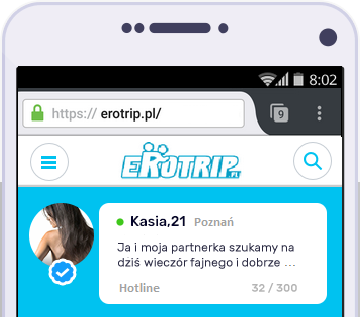 8:02
https:// erotrip.pl/
9
EROTRIP.PL
Kasia,21 Poznań
Ja i moja partnerka szukamy na
dziś wieczór fajnego i dobrze ...
Hotline 32 / 300